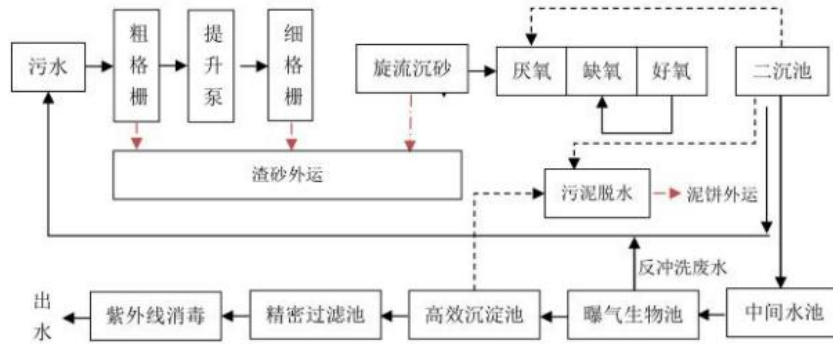 污水
粗格栅
提升泵
细格栅
旋流沉砂
厌氧
缺氧
好氧
二沉池
渣砂外运
污泥脱水
泥饼外运
反冲洗废水
出水
紫外线消毒
精密过滤池
高效沉淀池
曝气生物池
中间水池